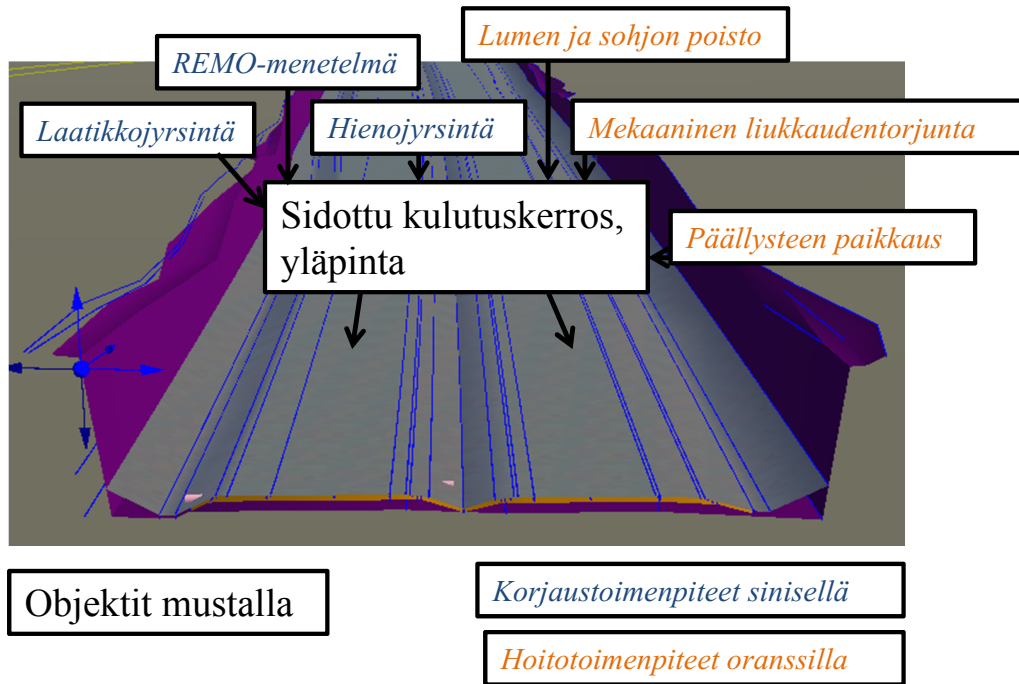 Lumen ja sohjon poisto
REMO-menetelmä
Laatikkojyrsintä
Hienojyrsintä
Mekaaninen liukkaudentorjunta
Sidottu kulutuskerros,
yläpinta
Päällysteen paikkaus
Objektit mustalla
Korjaustoimenpiteet sinisellä
Hoitotoimenpiteet oranssilla